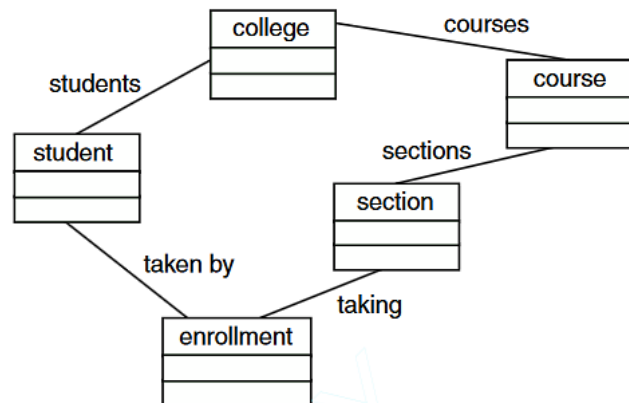 college
courses
course
students
student
sections
section
taken by
taking
enrollment